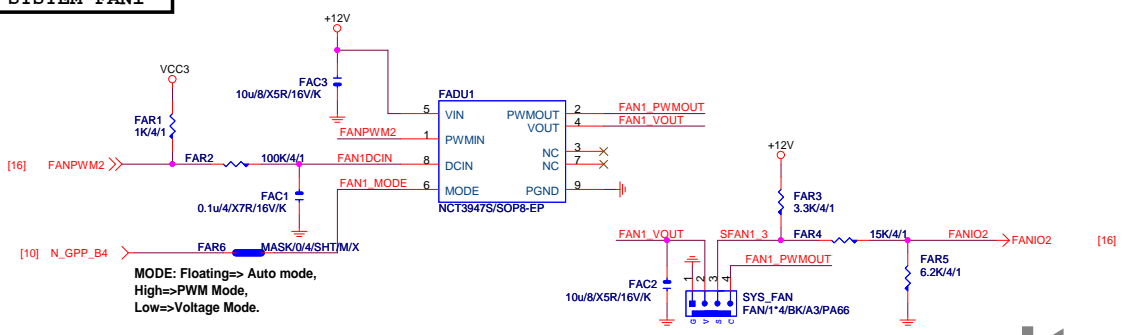 SYSTEM FAN1
+12V
VCC3
FAC3
10u/8/X5R/16V/K
FADU1
FAR1
1K/4/1
5
VIN
PWMOUT
2
FAN1_PWMOUT
VOUT
4
FAN1_VOUT
FANPWM2
1
PWMIN
NC
3
[16]
FANPWM2
FAR2
100K/4/1
FAN1DCIN
8
DCIN
NC
7
+12V
FAC1
0.1u/4/X7R/16V/K
FAN1_MODE
6
MODE
PGND
9
NCT3947S/SOP8-EP
FAR3
3.3K/4/1
[10]
N_GPP_B4
FAR6
MASK/0/4/SHT/M/X
FAN1_VOUT
SFAN1_3
FAR4
15K/4/1
FANIO2
FANIO2
[16]
MODE: Floating=> Auto mode,
High=>PWM Mode,
Low=>Voltage Mode.
FAN1_PWMOUT
FAR5
6.2K/4/1
FAC2
10u/8/X5R/16V/K
1
2
3
4
G
V
S
C
SYS_FAN
FAN/1*4/BK/A3/PA66